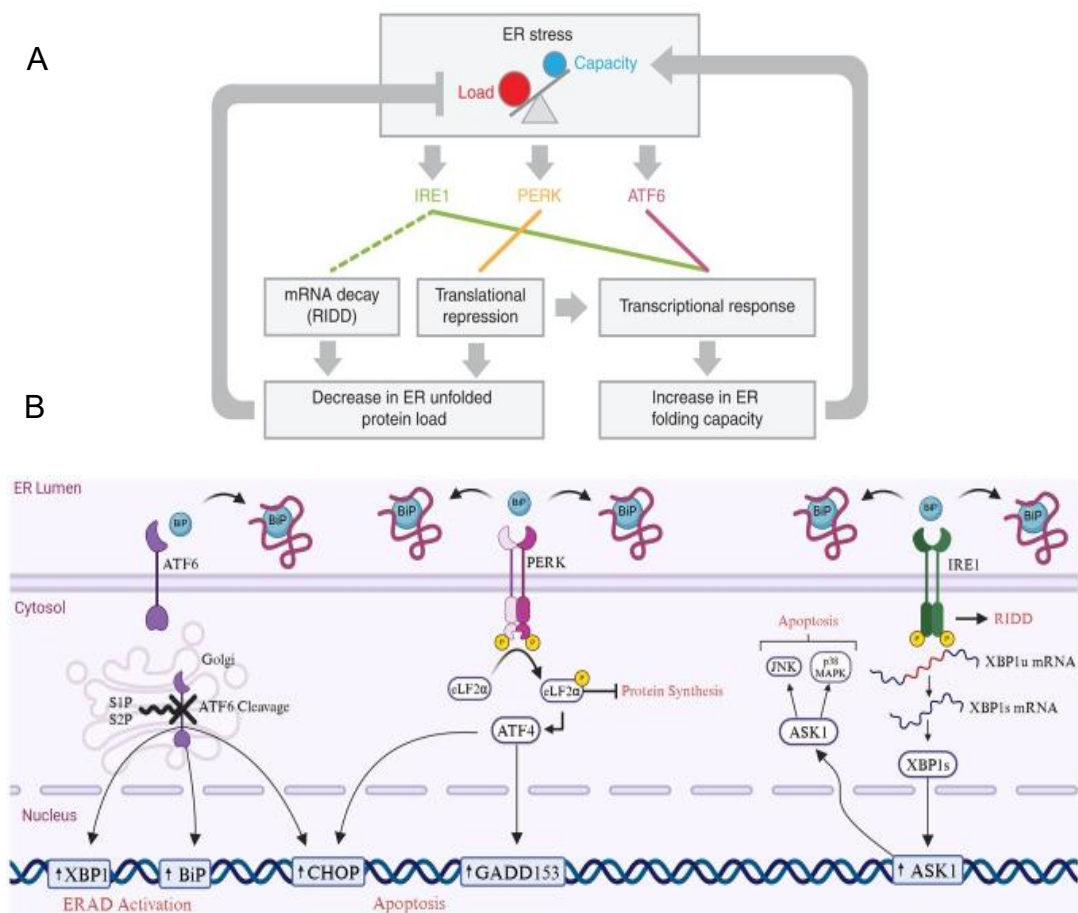 A
ER stress
Capacity
Load
IRE1
PERK
ATF6
mRNA decay
(RIDD)
Translational
repression
Transcriptional response
Decrease in ER unfolded
protein load
Increase in ER
folding capacity
B
ER Lumen
BiP
BiP
ATF6
BiP
BiP
BiP
PERK
BiP
BiP
BiP
IRE1
Cytosol
Golgi
S1P
S2P
ATF6 Cleavage
P
P
eLF2α
P
eLF2α
Protein Synthesis
ATF4
Apoptosis
JNK
p38
MAPK
ASK1
P
P
RIDD
XBP1u mRNA
XBP1s mRNA
XBP1s
Nucleus
↑XBP1
↑ BiP
↑CHOP
↑GADD153
↑ ASK1
ERAD Activation
Apoptosis